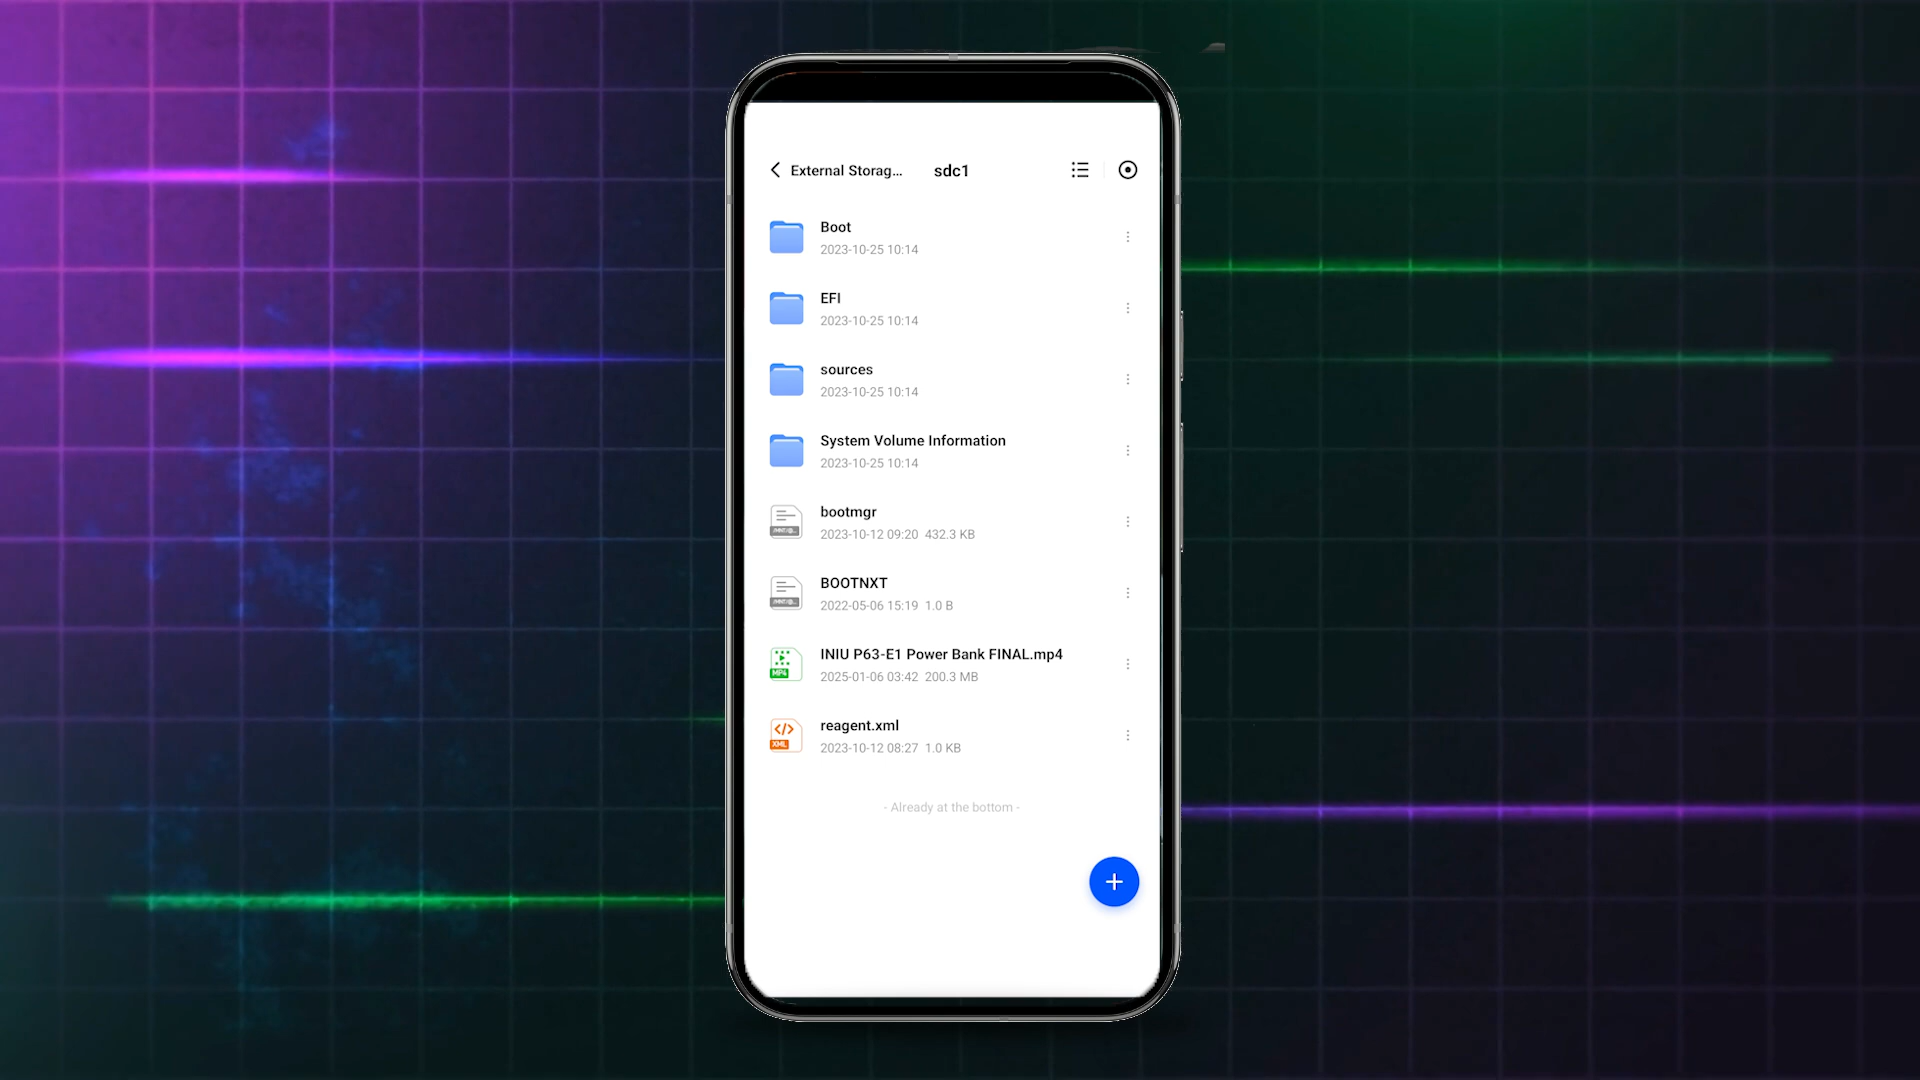 External Storag... sdc1
Boot
2023-10-25 10:14
EFI
2023-10-25 10:14
sources
2023-10-25 10:14
System Volume Information
2023-10-25 10:14
bootmgr
2023-10-12 09:20 432.3 KB
BOOTNXT
2022-05-06 15:19 1.0 B
INIU P63-E1 Power Bank FINAL.mp4
MP4
2025-01-06 03:42 200.3 MB
reagent.xml
XML
2023-10-12 08:27 1.0 KB
- Already at the bottom -